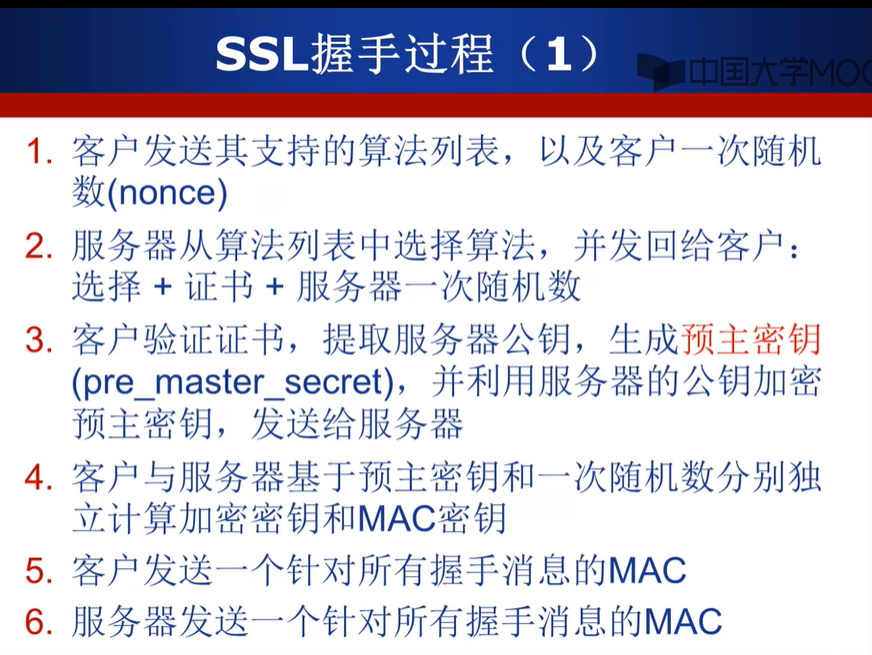 SSL握手过程（1）
中国大学MOC
1. 客户发送其支持的算法列表，以及客户一次随机
数(nonce)
2. 服务器从算法列表中选择算法，并发回给客户：
选择 + 证书 + 服务器一次随机数
3. 客户验证证书，提取服务器公钥，生成预主密钥
(pre_master_secret)，并利用服务器的公钥加密
预主密钥，发送给服务器
4. 客户与服务器基于预主密钥和一次随机数分别独
立计算加密密钥和MAC密钥
5. 客户发送一个针对所有握手消息的MAC
6. 服务器发送一个针对所有握手消息的MAC